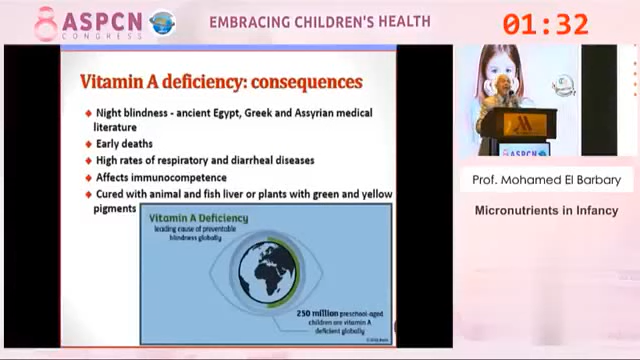 8 ASPCN
CONGRESS
EMBRACING CHILDREN'S HEALTH
01:32
Vitamin A deficiency: consequences
Night blindness - ancient Egypt, Greek and Assyrian medical
literature
Early deaths
High rates of respiratory and diarrheal diseases
Affects immunocompetence
Cured with animal and fish liver or plants with green and yellow
pigments
Vitamin A Deficiency
leading cause of preventable
blindness globally
250 million preschool-aged
children are vitamin A
deficient globally
ASPCN
Prof. Mohamed El Barbary
Micronutrients in Infancy